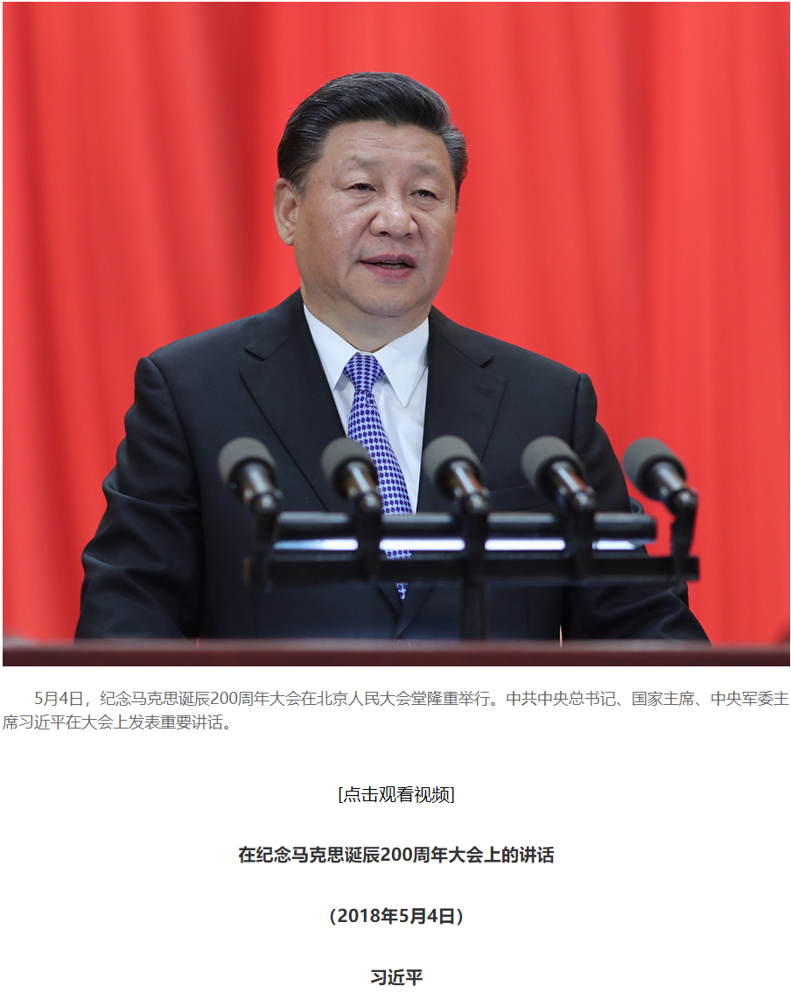 5月4日，纪念马克思诞辰200周年大会在北京人民大会堂隆重举行。中共中央总书记、国家主席、中央军委主
席习近平在大会上发表重要讲话。
[点击观看视频]
在纪念马克思诞辰200周年大会上的讲话
（2018年5月4日）
习近平